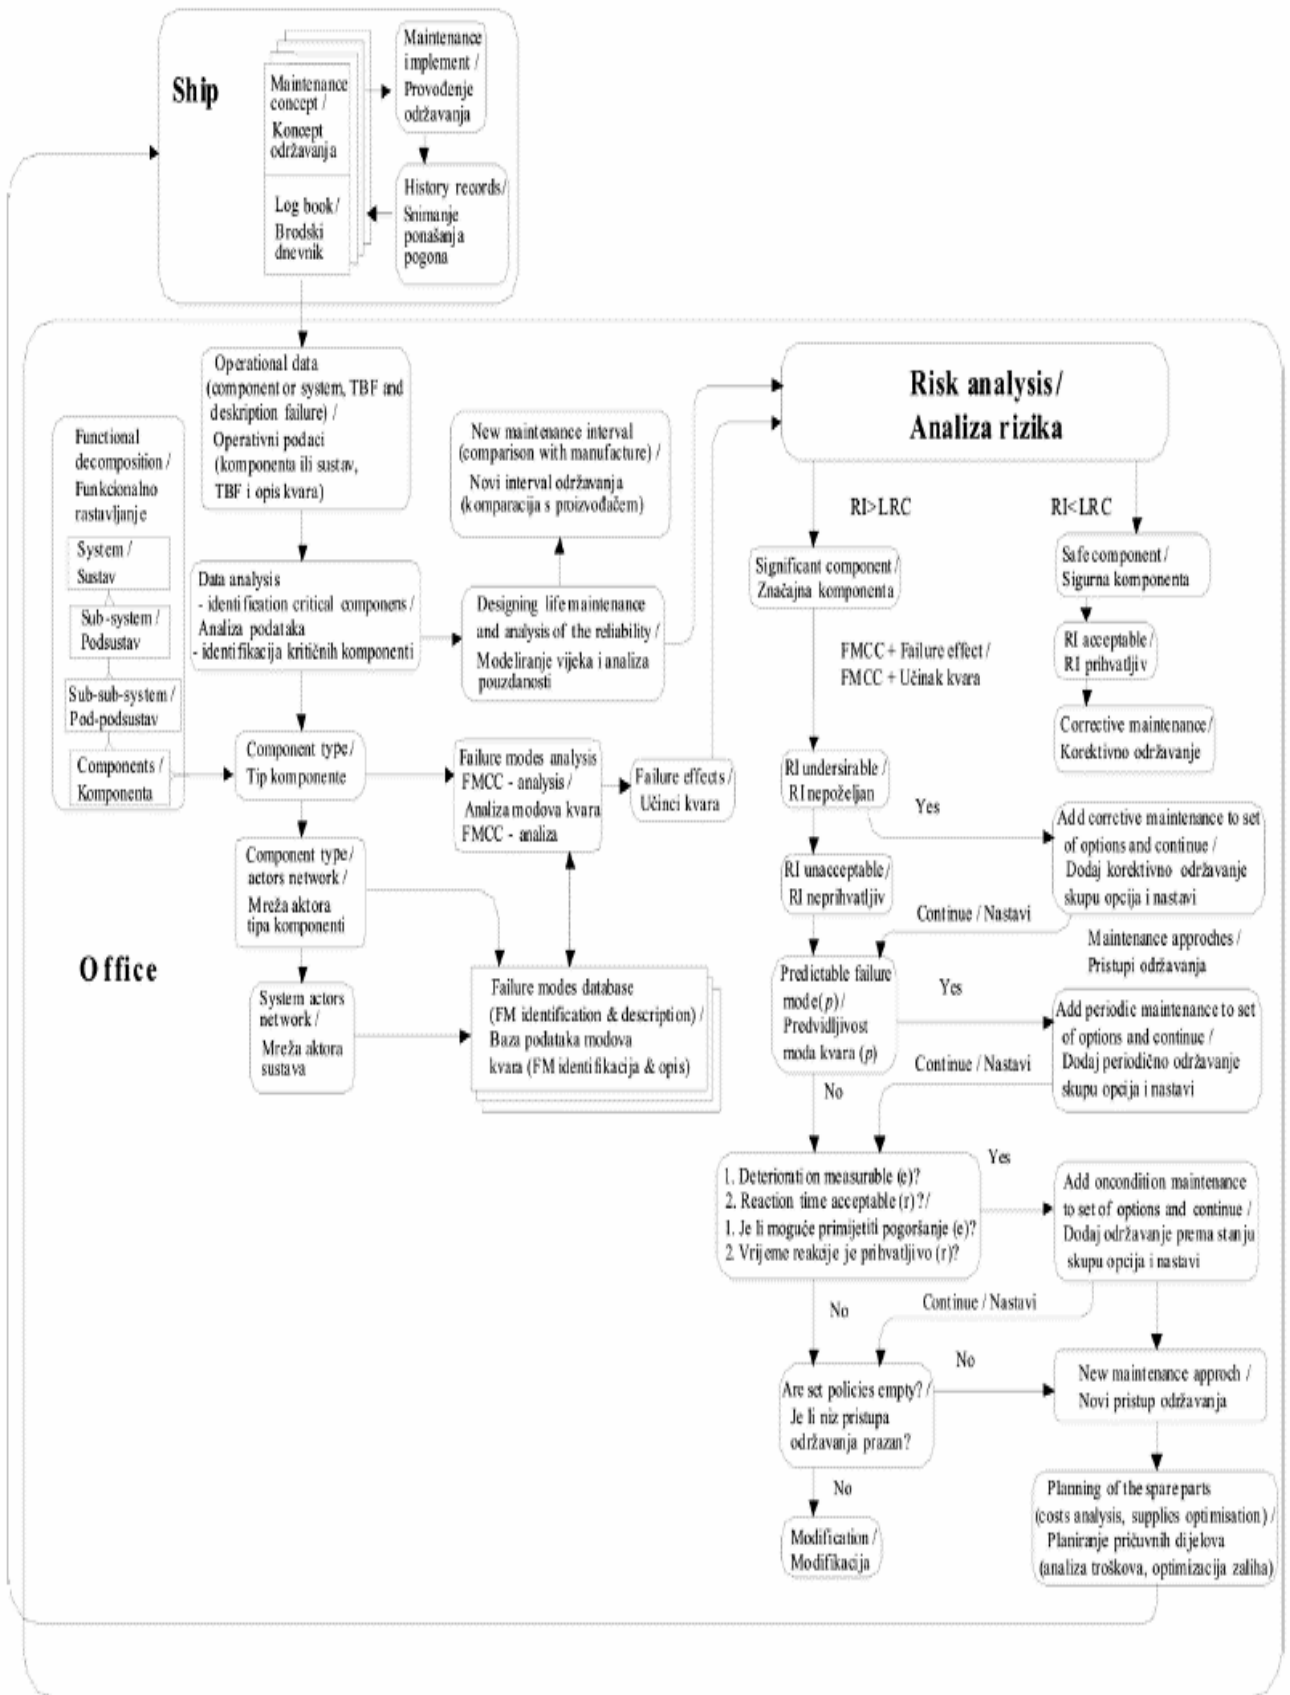 Ship
Maintenance
concept /
Koncept
održavanja
Log book /
Brodski
dnevnik
Maintenance
implement /
Provođenje
održavanja
History records/
Snimanje
ponašanja
pogona
Office
Functional
decomposition /
Funkcionalno
rastavljanje
System /
Sustav
Sub-system /
Podsustav
Sub-sub-system /
Pod-podsustav
Components /
Komponenta
Operational data
(component or system, TBF and
deskription failure) /
Operativni podaci
(komponenta ili sustav,
TBF i opis kvara)
Data analysis
- identification critical componens /
Analiza podataka
- identifikacija kritičnih komponenti
Component type /
Tip komponente
Component type /
actors network /
Mreža aktora
tipa komponenti
System actors
network /
Mreža aktora
sustava
New maintenance interval
(comparison with manufacture) /
Novi interval održavanja
(komparacija s proizvođačem)
Designing life maintenance
and analysis of the reliability /
Modeliranje vijeka i analiza
pouzdanosti
Failure modes analysis
FMCC - analysis /
Analiza modova kvara
FMCC - analiza
Failure effects /
Učinci kvara
Failure modes database
(FM identification & description) /
Baza podataka modova
kvara (FM identifikacija & opis)
Risk analysis/
Analiza rizika
RI>LRC
RI<LRC
Significant component /
Značajna komponenta
Safe component /
Sigurna komponenta
FMCC + Failure effect /
FMCC + Učinak kvara
RI acceptable /
RI prihvatljiv
Corrective maintenance /
Korektivno održavanje
RI undersirable /
RI nepoželjan
Yes
Add corrctive maintenance to set
of options and continue /
Dodaj korektivno održavanje
skupu opcija i nastavi
RI unacceptable /
RI neprihvatljiv
Continue / Nastavi
Maintenance approches /
Pristupi održavanja
Predictable failure
mode(p) /
Predvidljivost
moda kvara (p)
Yes
Add periodic maintenance to set
of options and continue /
Dodaj periodično održavanje
skupu opcija i nastavi
Continue / Nastavi
No
1. Deterioration measurable (e)?
2. Reaction time acceptable (r)?/
1. Je li moguće primijetiti pogoršanje (e)?
2. Vrijeme reakcije je prihvatljivo (r)?
Yes
Add oncondition maintenance
to set of options and continue /
Dodaj održavanje prema stanju
skupu opcija i nastavi
No
Continue / Nastavi
Are set policies empty? /
Je li niz pristupa
održavanja prazan?
No
New maintenance approch /
Novi pristup održavanja
No
Modification /
Modifikacija
Planning of the spare parts
(costs analysis, supplies optimisation) /
Planiranje pričuvnih dijelova
(analiza troškova, optimizacija zaliha)